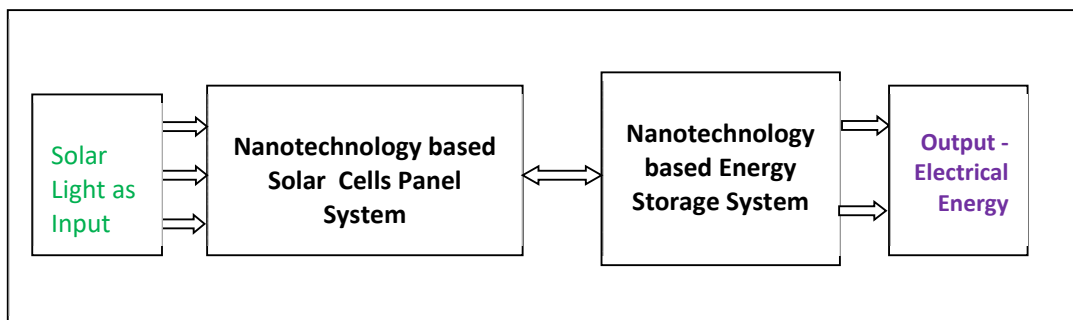 Solar
Light as
Input
Nanotechnology based
Solar Cells Panel
System
Nanotechnology
based Energy
Storage System
Output -
Electrical
Energy